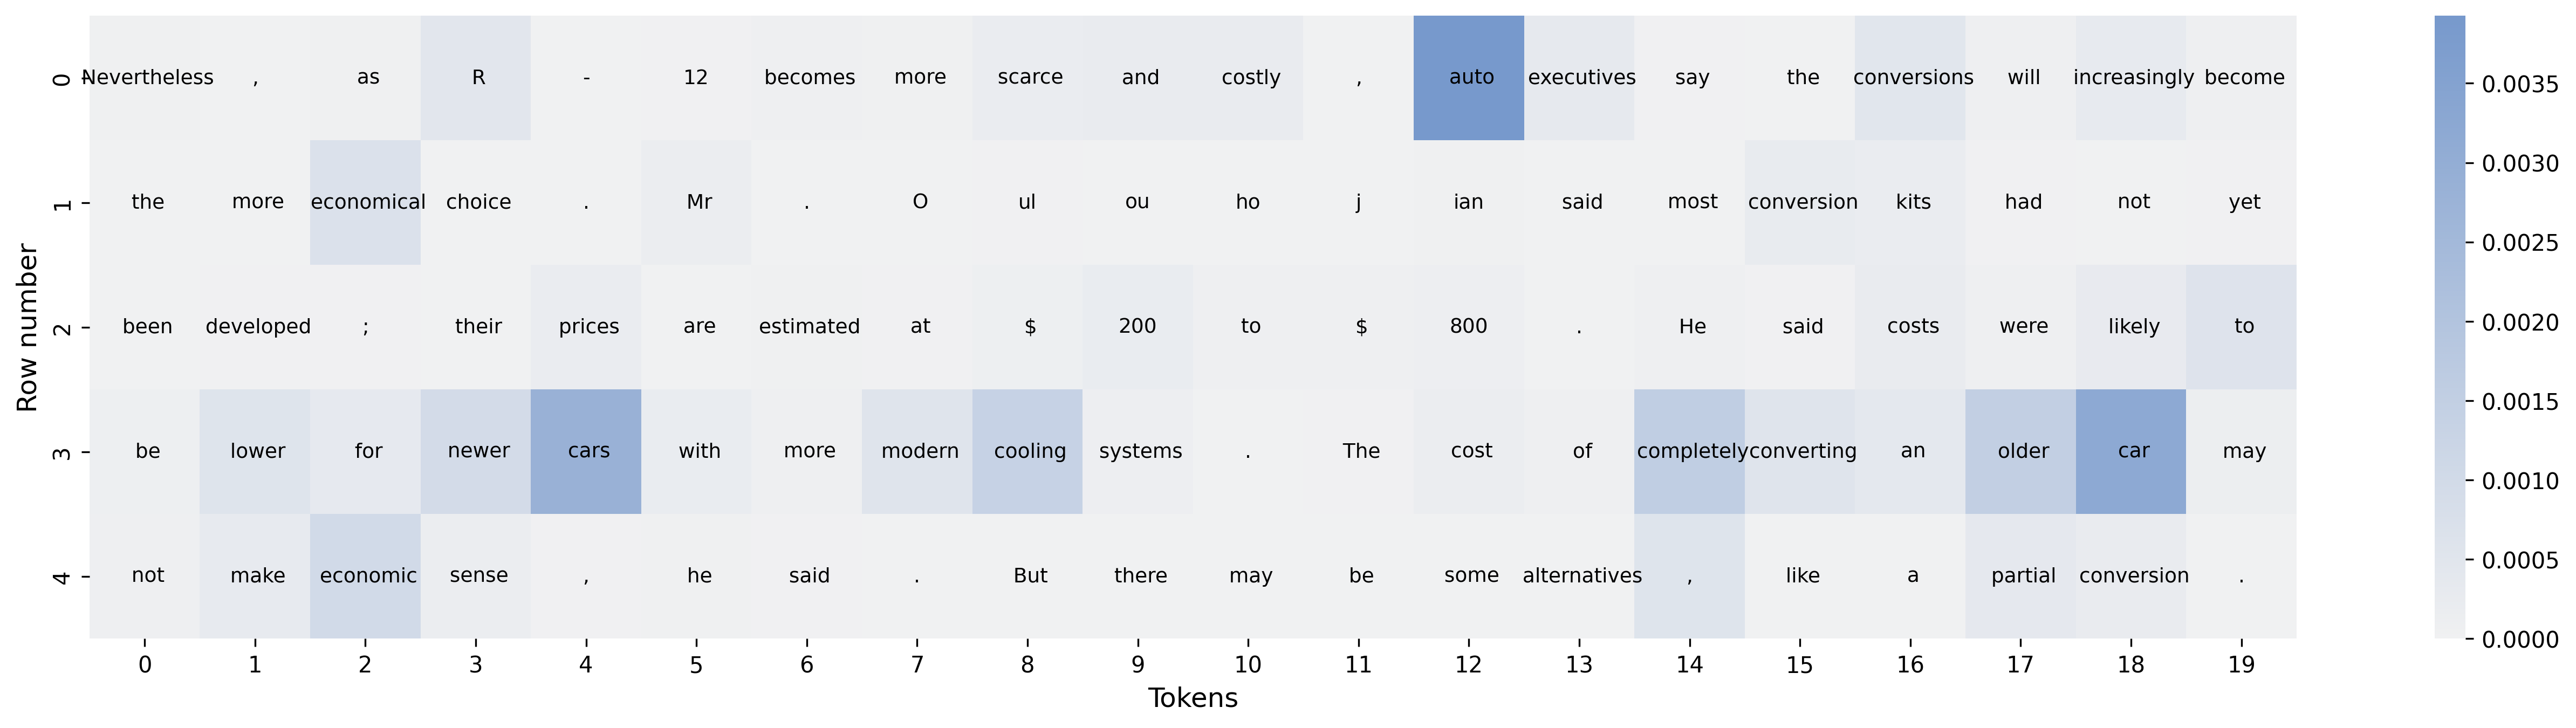 0 Nevertheless , as R - 12 becomes more scarce and costly , auto executives say the conversions will increasingly become
1 the more economical choice . Mr . O ul ou ho j ian said most conversion kits had not yet
2 been developed ; their prices are estimated at $ 200 to $ 800 . He said costs were likely to
3 be lower for newer cars with more modern cooling systems . The cost of completely converting an older car may
4 not make economic sense , he said . But there may be some alternatives , like a partial conversion .
0 1 2 3 4 5 6 7 8 9 10 11 12 13 14 15 16 17 18 19
Tokens
Row number
0.0035
0.0030
0.0025
0.0020
0.0015
0.0010
0.0005
0.0000